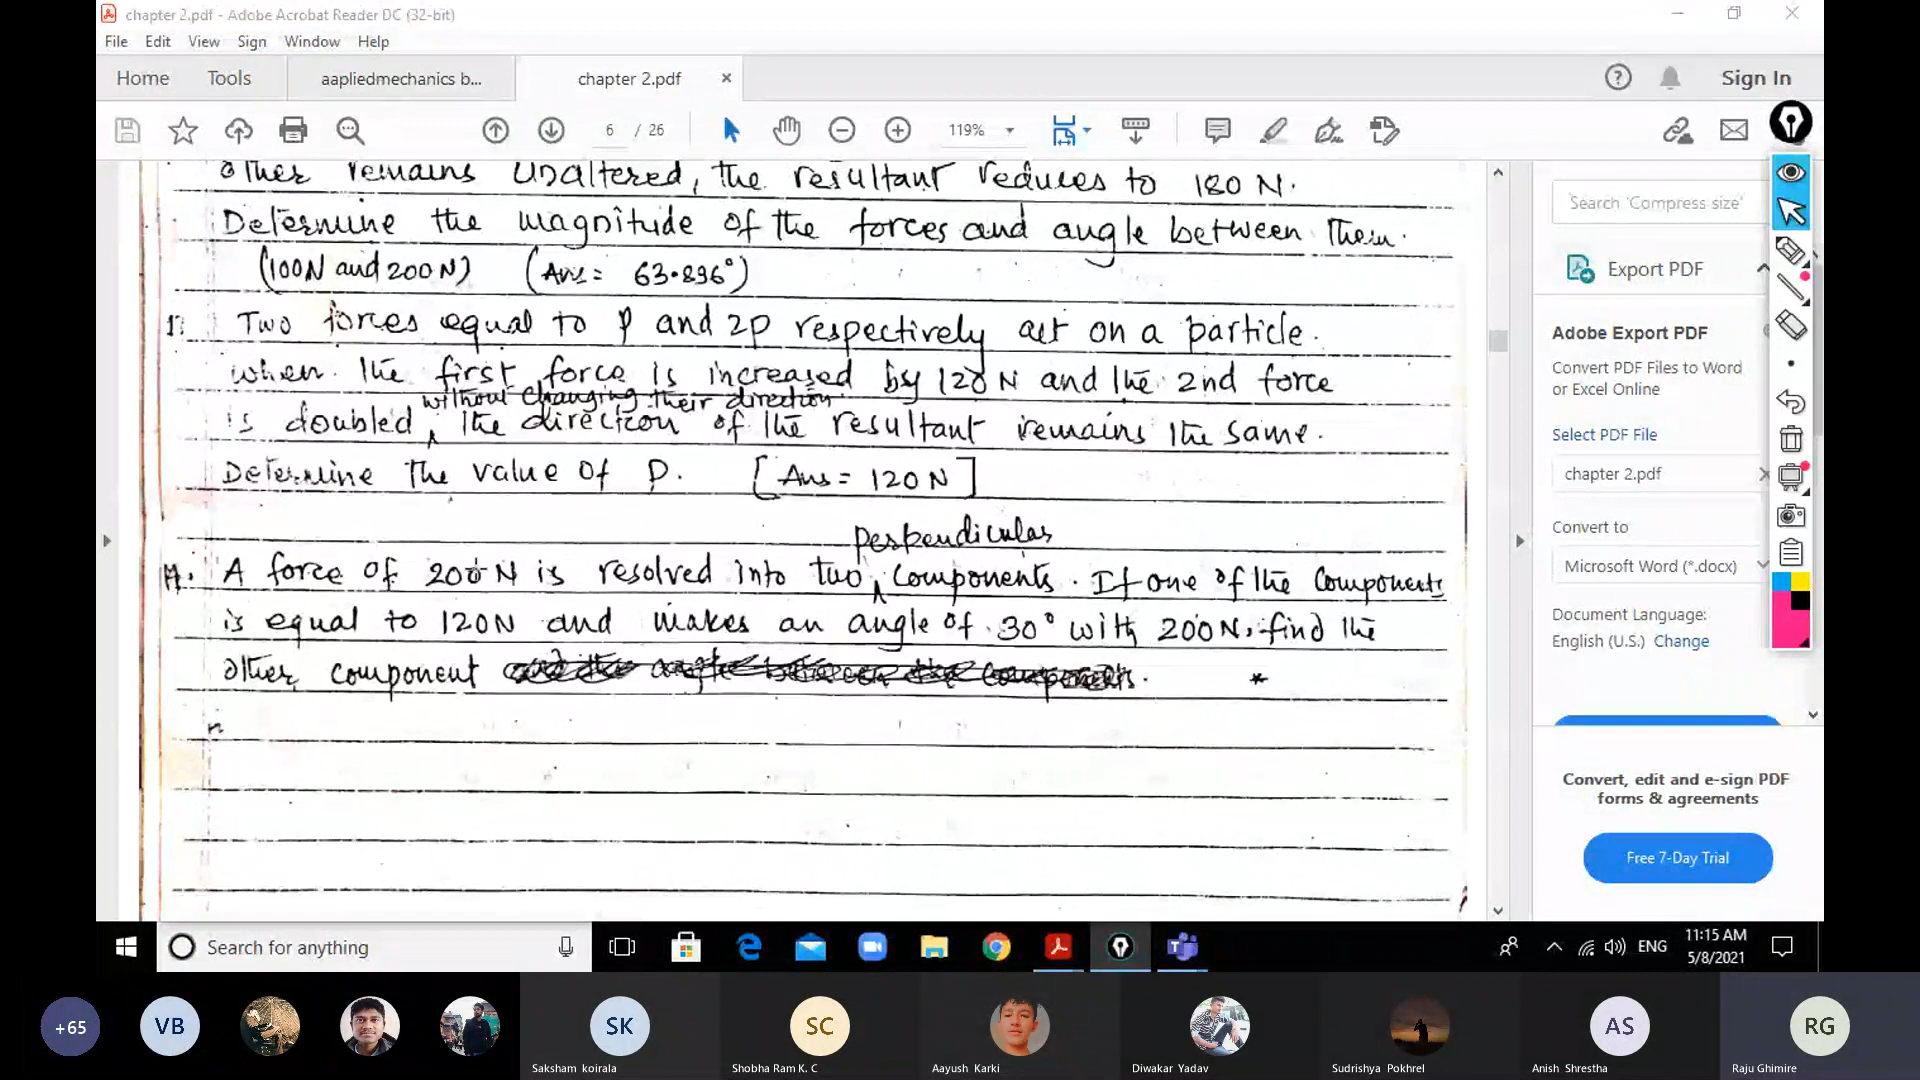 chapter 2.pdf - Adobe Acrobat Reader DC (32-bit)
File Edit View Sign Window Help
Home Tools aapliedmechanics b... chapter 2.pdf × Sign In
6 / 26 119%
other remains unaltered, the resultant reduces to 180 N.
Determine the magnitude of the forces and angle between them.
(100N and 200N) (Ans = 63.896°)
Two forces equal to P and 2P respectively act on a particle.
when the first force is increased by 120 N and the 2nd force
without changing their direction
is doubled, the direction of the resultant remains the same.
Determine the value of P. [Ans = 120 N]
perpendicular
A force of 200 N is resolved into two components. If one of the components
is equal to 120N and makes an angle of 30° with 200N, find the
other component
Search 'Compress size'
Export PDF
Adobe Export PDF
Convert PDF Files to Word
or Excel Online
Select PDF File
chapter 2.pdf
Convert to
Microsoft Word (*.docx)
Document Language:
English (U.S.) Change
Convert, edit and e-sign PDF
forms & agreements
Free 7-Day Trial
Search for anything
ENG
11:15 AM
5/8/2021
+65 VB SK SC AS RG
Saksham koirala Shobha Ram K. C Aayush Karki Diwakar Yadav Sudrishya Pokhrel Anish Shrestha Raju Ghimire